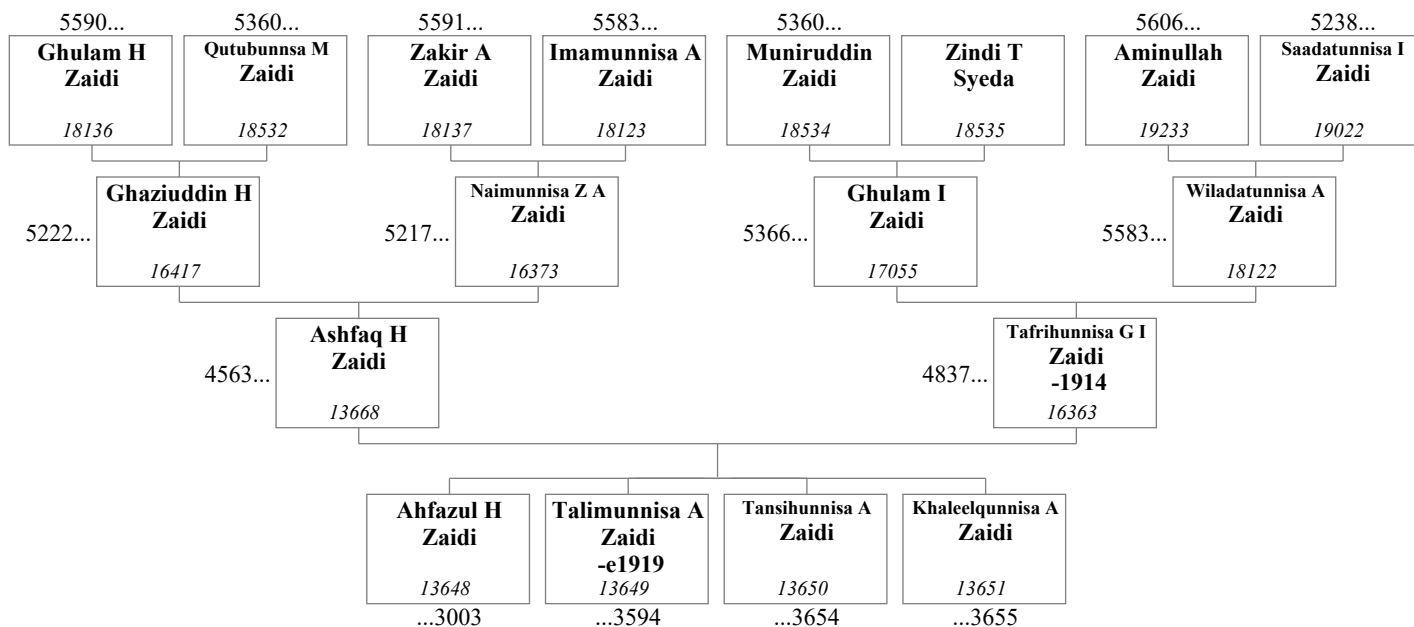 5590... 5360... 5591... 5583... 5360... 5606... 5238...
Ghulam H
Zaidi
18136
Qutubunnsa M
Zaidi
18532
Zakir A
Zaidi
18137
Imamunnisa A
Zaidi
18123
Muniruddin
Zaidi
18534
Zindi T
Syeda
18535
Aminullah
Zaidi
19233
Saadatunnisa I
Zaidi
19022
5222...
Ghaziuddin H
Zaidi
16417
5217...
Naimunnisa Z A
Zaidi
16373
5366...
Ghulam I
Zaidi
17055
5583...
Wiladatunnisa A
Zaidi
18122
4563...
Ashfaq H
Zaidi
13668
4837...
Tafrihunnisa G I
Zaidi
-1914
16363
Ahfazul H
Zaidi
13648
...3003
Talimunnisa A
Zaidi
-e1919
13649
...3594
Tansihunnisa A
Zaidi
13650
...3654
Khaleelqunnisa A
Zaidi
13651
...3655